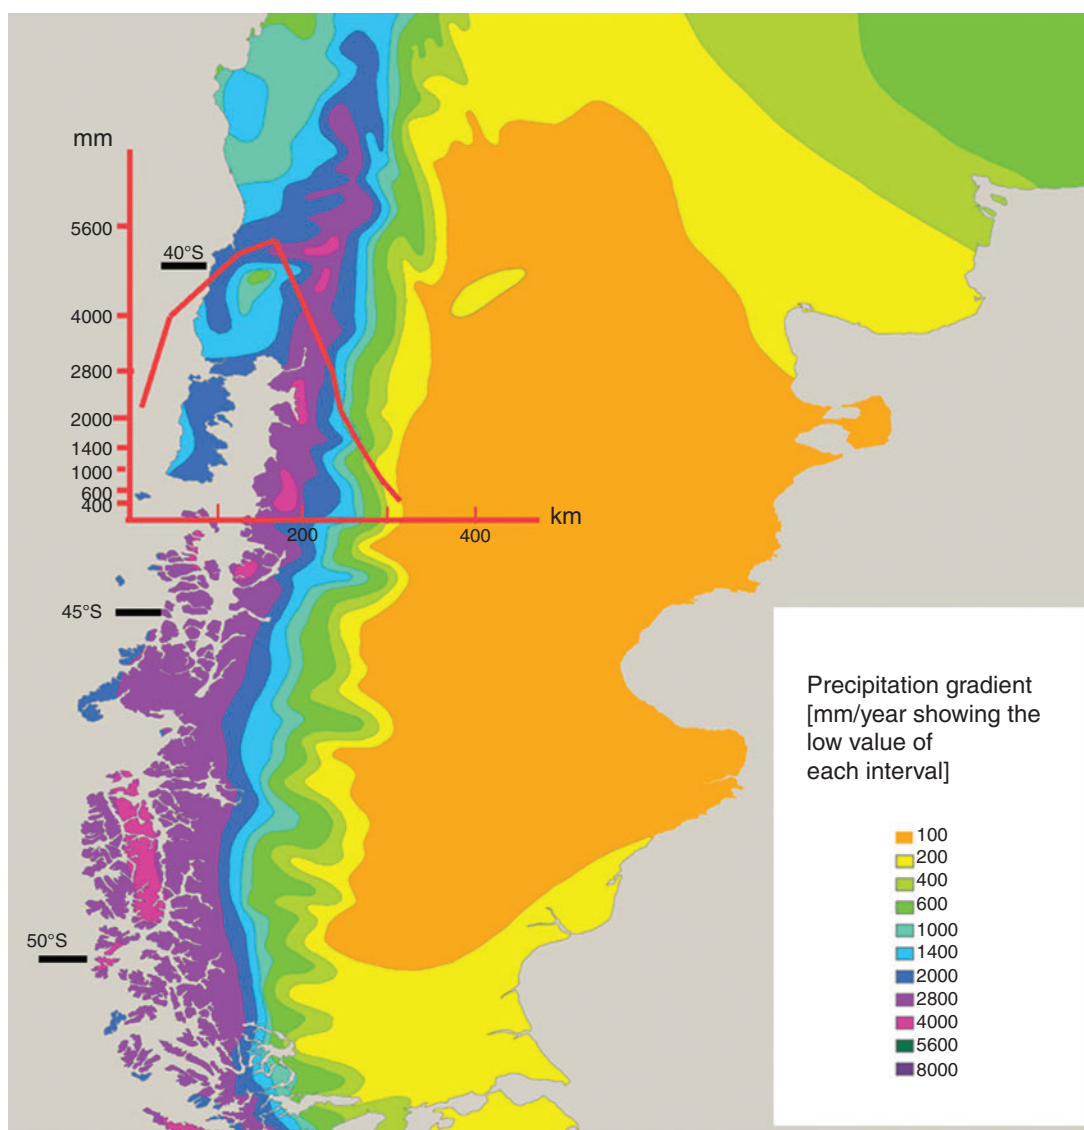 mm
5600
40°S
4000
2800
2000
1400
1000
600
400
200
400
km
45°S
50°S
Precipitation gradient
[mm/year showing the
low value of
each interval]
100
200
400
600
1000
1400
2000
2800
4000
5600
8000